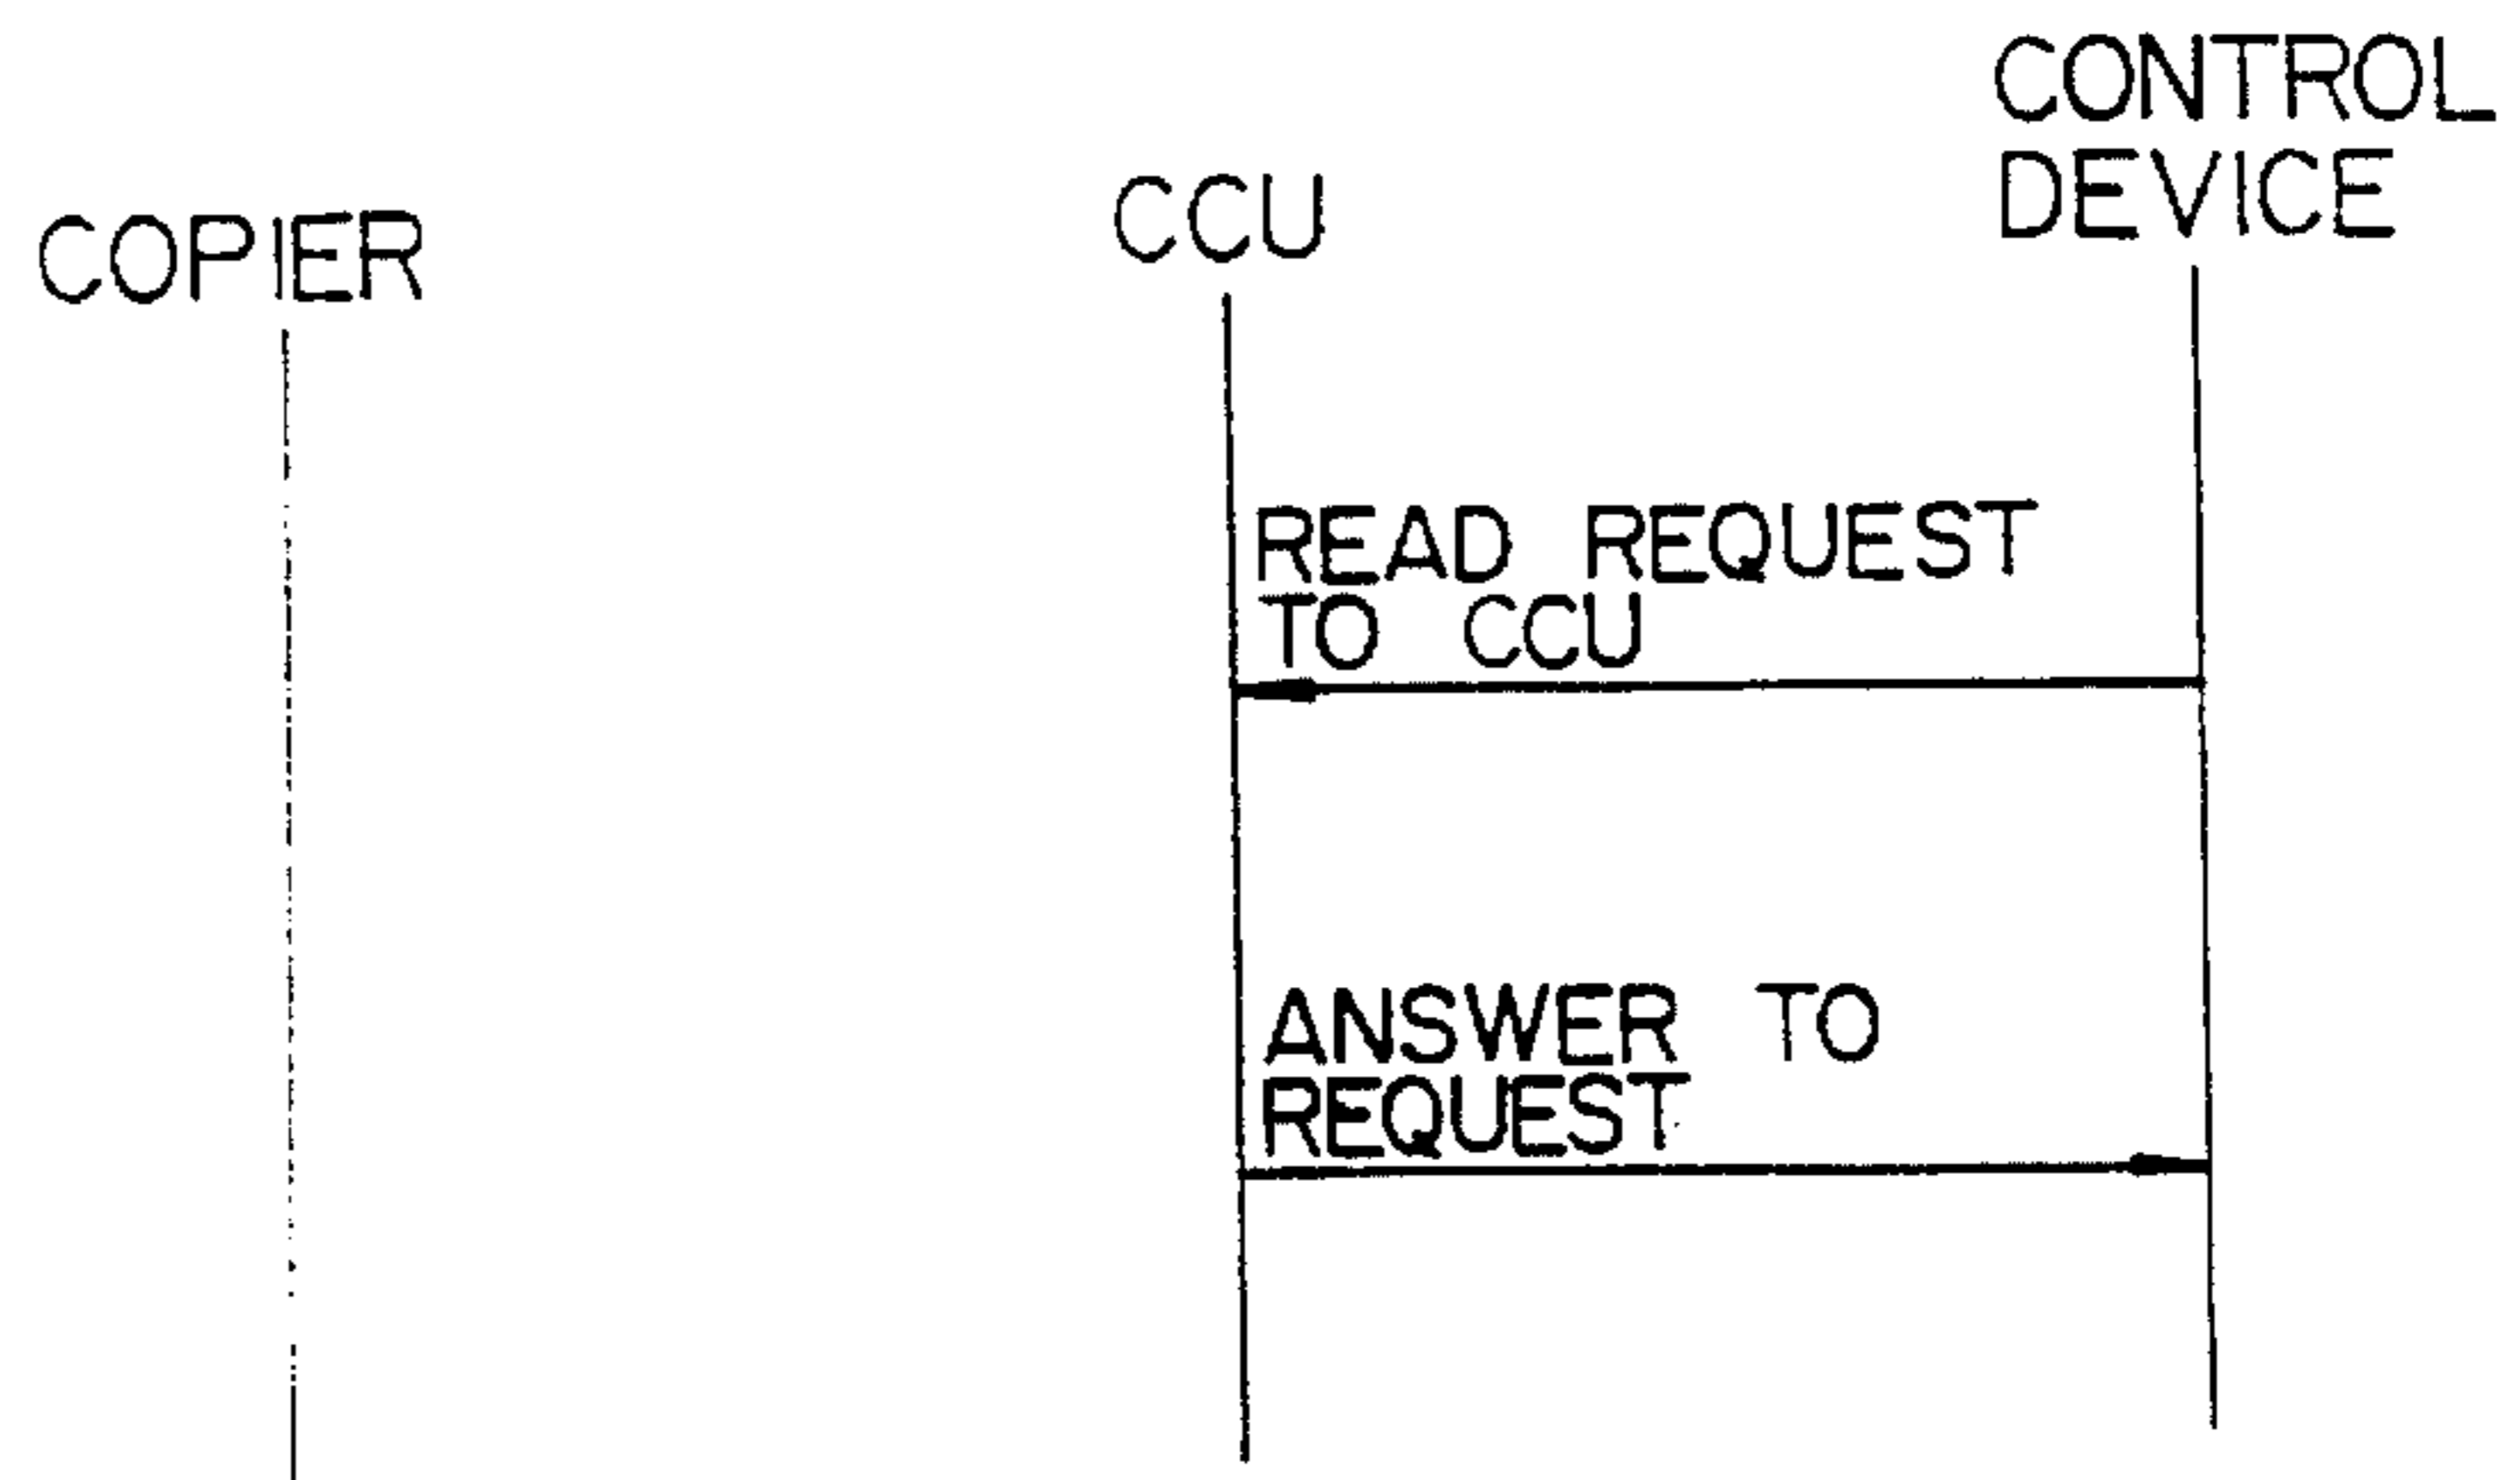 COPIER
CCU
CONTROL
DEVICE
READ REQUEST
TO CCU
ANSWER TO
REQUEST